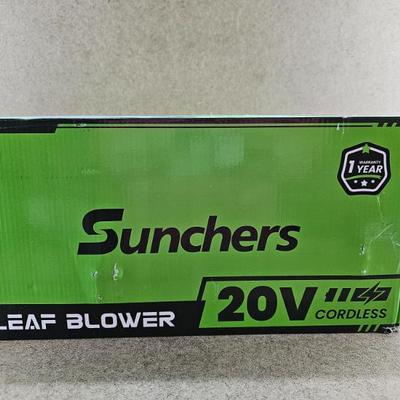 WARRANTY
1 YEAR
Sunchers
LEAF BLOWER
20V
CORDLESS